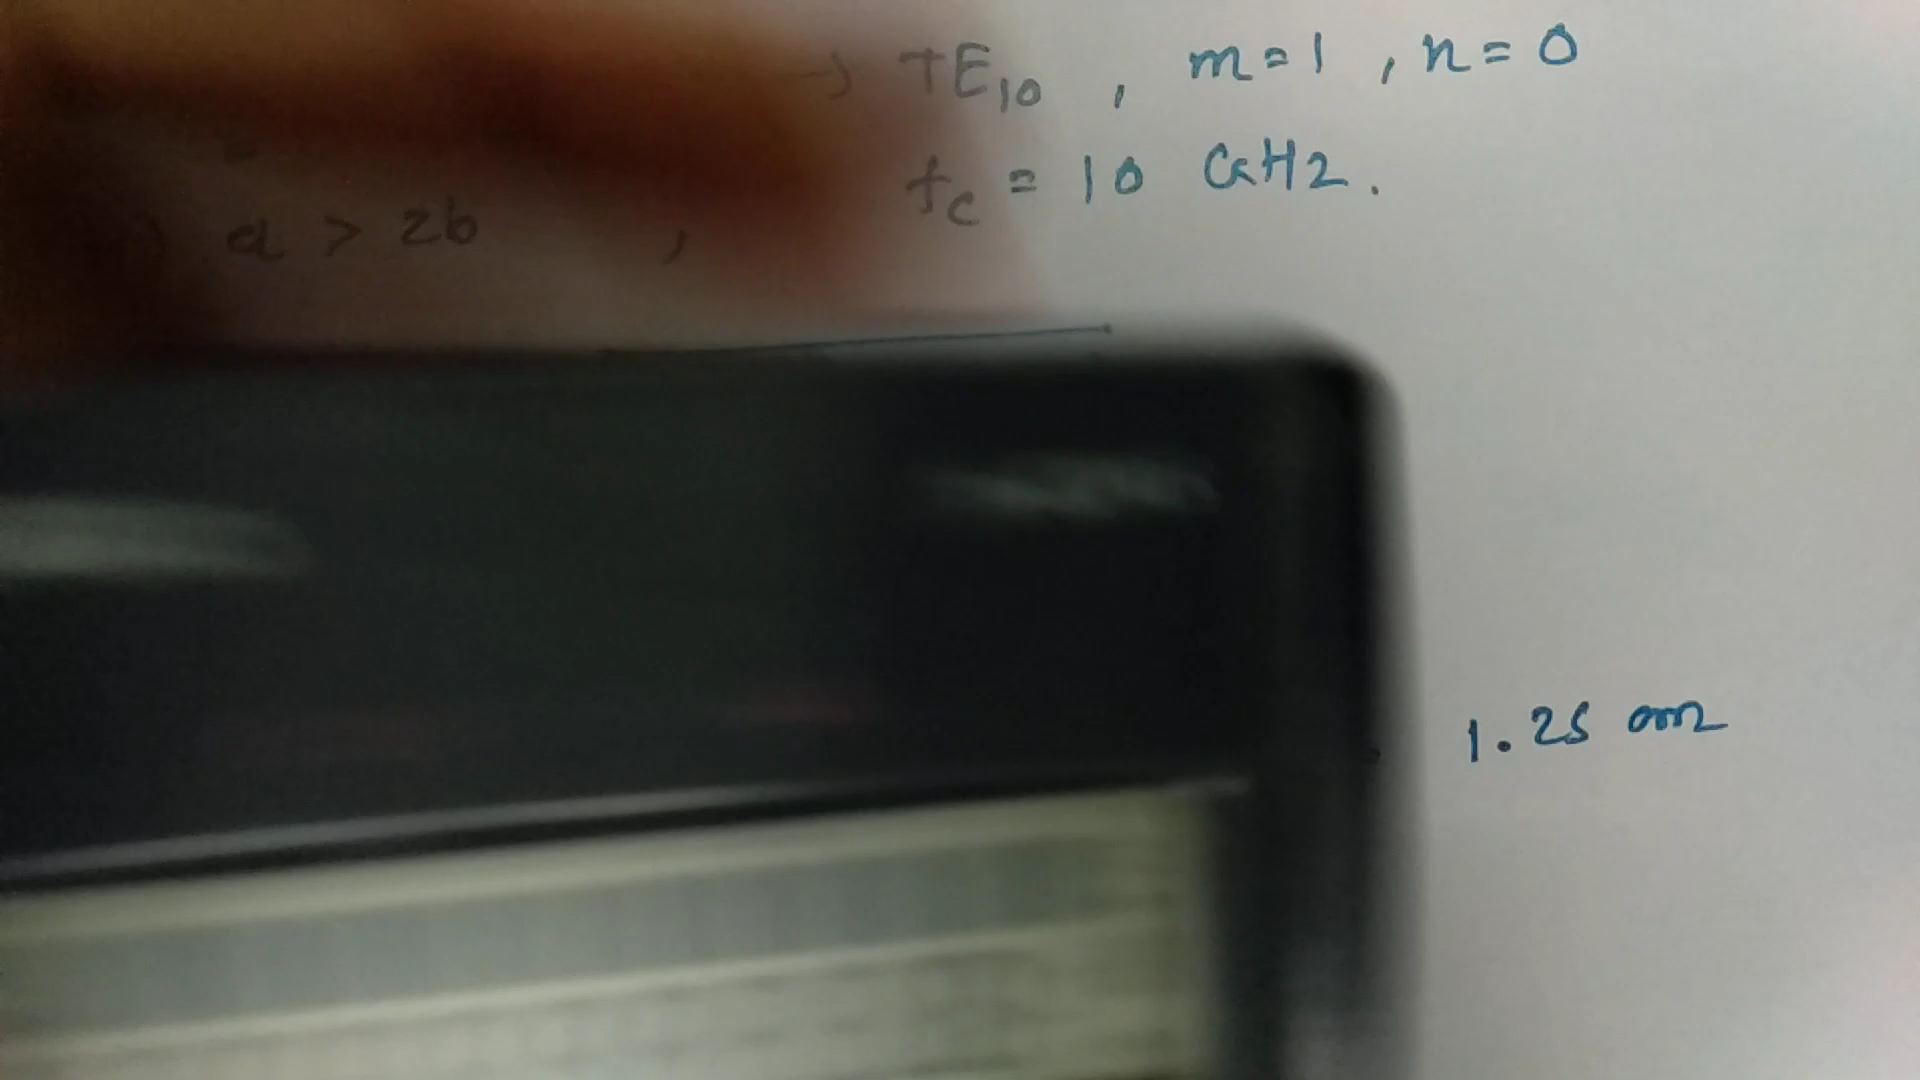 → TE10 , m=1 , n=0
fc = 10 GHz.
a > 2b ,
1.25 cm